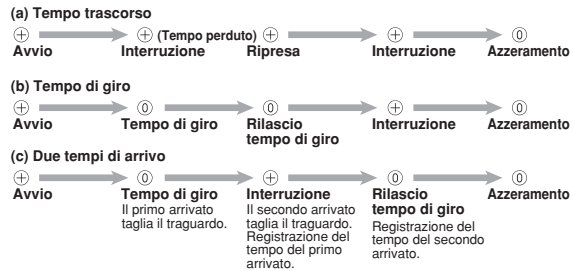 (a) Tempo trascorso
⊕ ⊕ (Tempo perduto) ⊕ ⊕ ⓪
Avvio Interruzione Ripresa Interruzione Azzeramento
(b) Tempo di giro
⊕ ⓪ ⓪ ⊕ ⓪
Avvio Tempo di giro Rilascio Interruzione Azzeramento
tempo di giro
(c) Due tempi di arrivo
⊕ ⓪ ⊕ ⓪ ⓪
Avvio Tempo di giro Interruzione Rilascio Azzeramento
Il primo arrivato Il secondo arrivato tempo di giro
taglia il traguardo. taglia il traguardo. Registrazione del
Registrazione del tempo del secondo
tempo del primo arrivato.
arrivato.